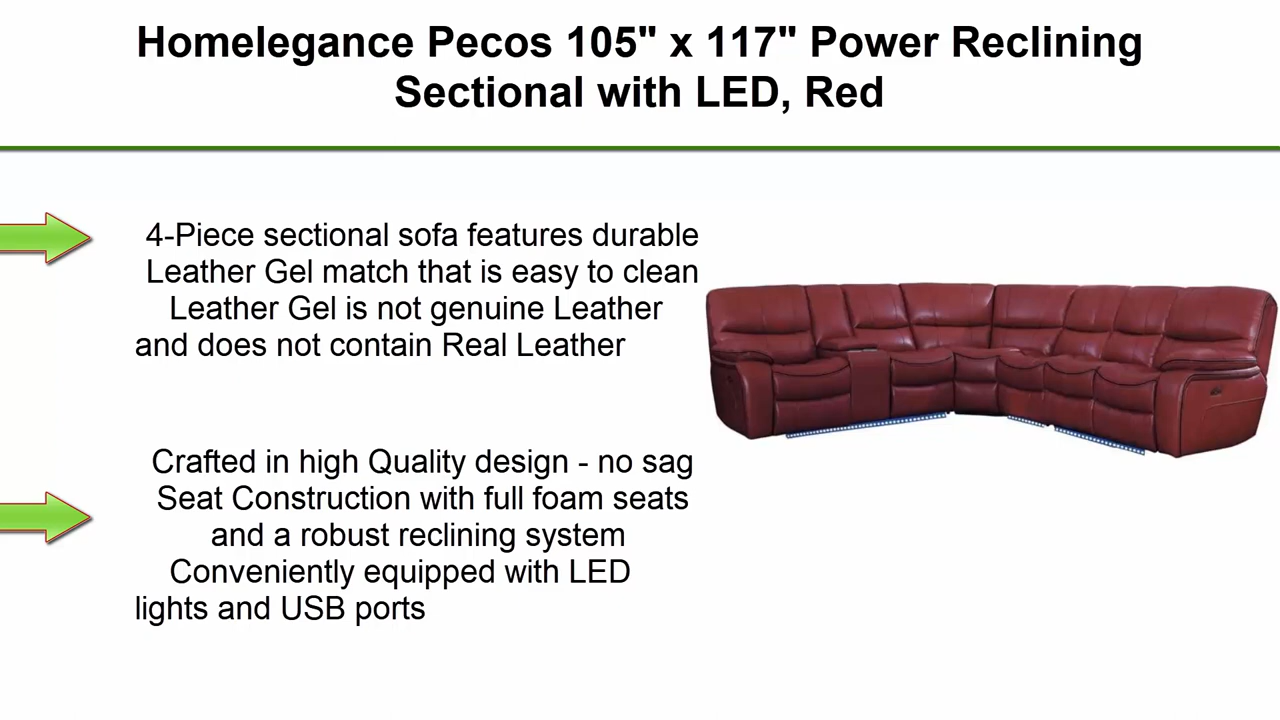 Homelegance Pecos 105" x 117" Power Reclining
Sectional with LED, Red
4-Piece sectional sofa features durable
Leather Gel match that is easy to clean
Leather Gel is not genuine Leather
and does not contain Real Leather
Crafted in high Quality design - no sag
Seat Construction with full foam seats
and a robust reclining system
Conveniently equipped with LED
lights and USB ports